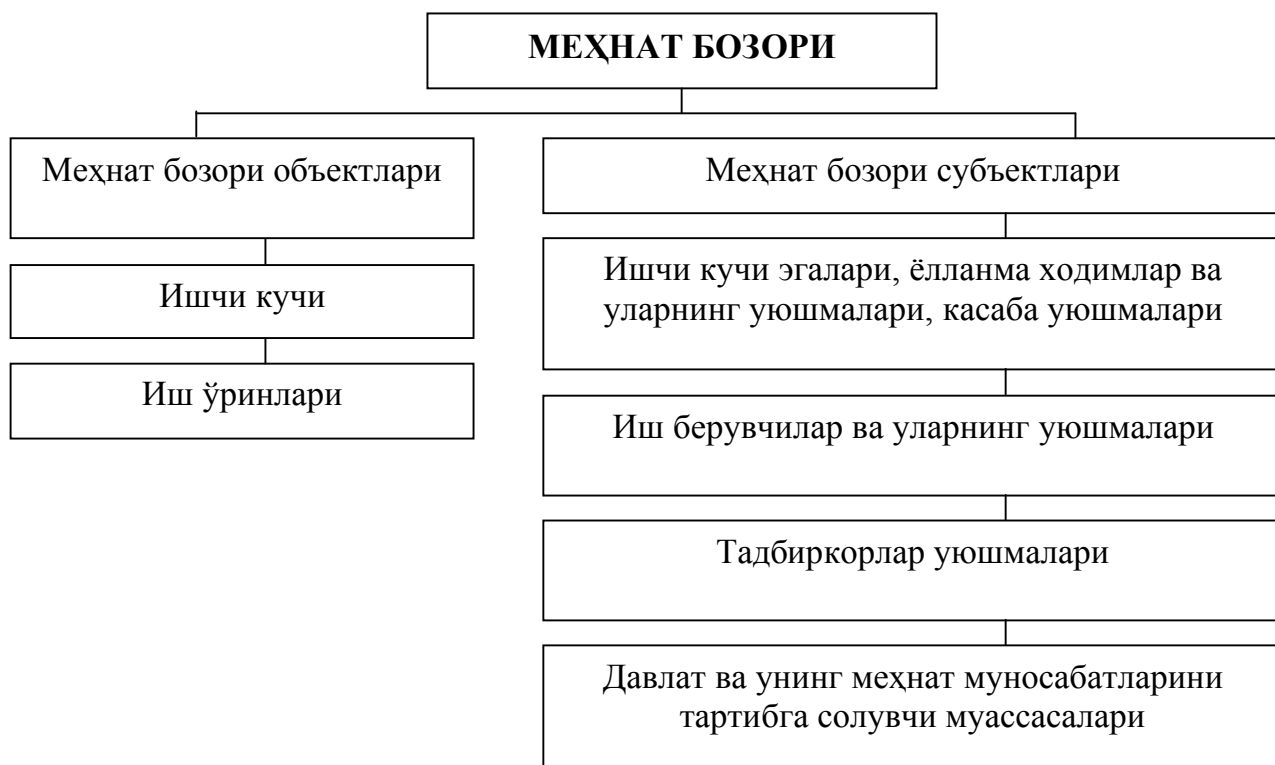 МЕҲНАТ БОЗОРИ
Меҳнат бозори объектлари
Ишчи кучи
Иш ўринлари
Меҳнат бозори субъектлари
Ишчи кучи эгалари, ёлланма ходимлар ва
уларнинг уюшмалари, касаба уюшмалари
Иш берувчилар ва уларнинг уюшмалари
Тадбиркорлар уюшмалари
Давлат ва унинг меҳнат муносабатларини
тартибга солувчи муассасалари